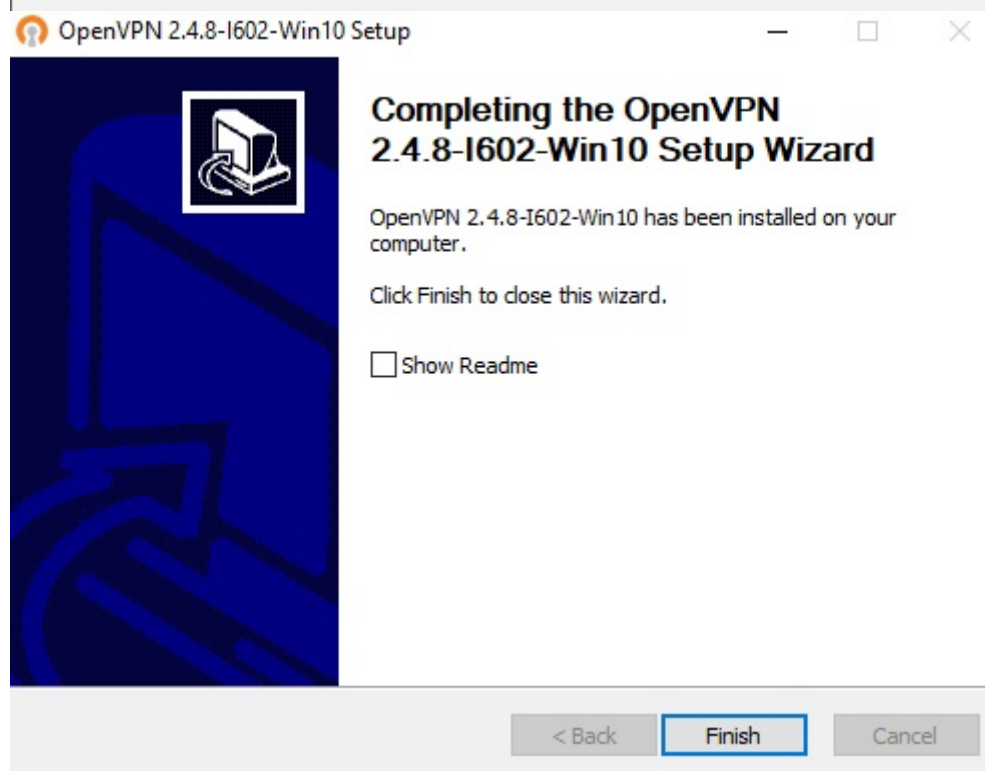 OpenVPN 2.4.8-I602-Win10 Setup
Completing the OpenVPN
2.4.8-I602-Win10 Setup Wizard
OpenVPN 2.4.8-I602-Win10 has been installed on your
computer.
Click Finish to close this wizard.
Show Readme
< Back
Finish
Cancel